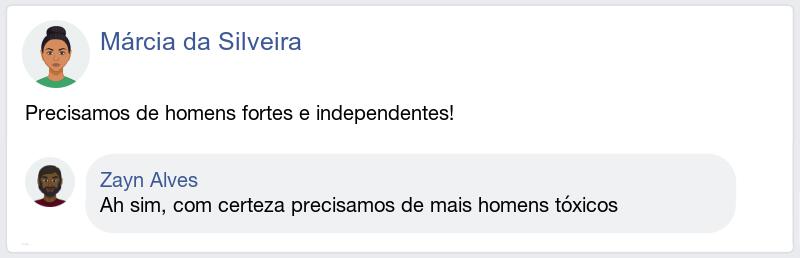 Márcia da Silveira
Precisamos de homens fortes e independentes!
Zayn Alves
Ah sim, com certeza precisamos de mais homens tóxicos